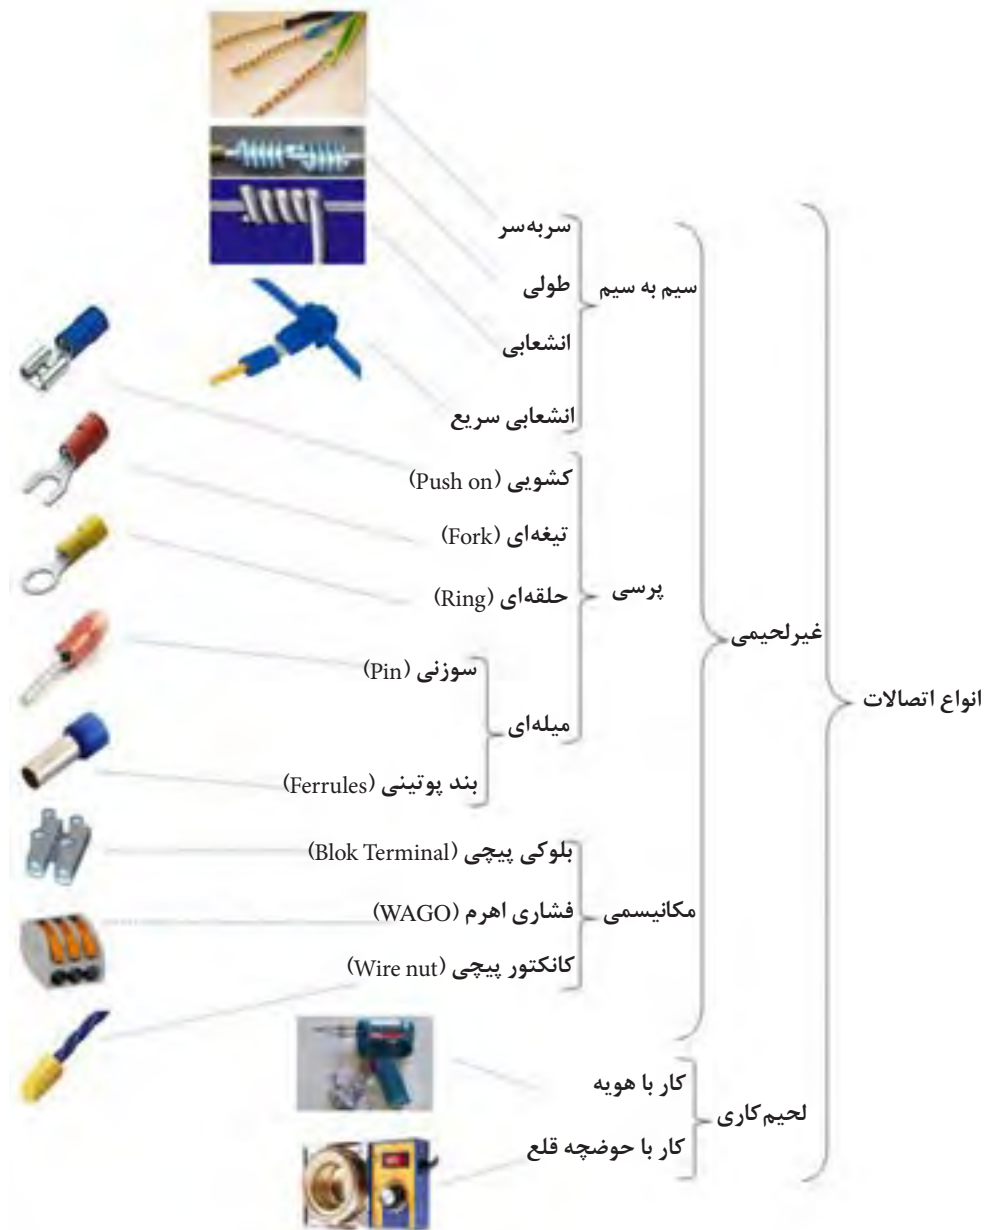 انواع اتصالات
غیرلحیمی
سیم به سیم
سربه‌سر
طولی
انشعابی
انشعابی سریع
پرسی
کشویی (Push on)
تیغه‌ای (Fork)
حلقه‌ای (Ring)
میله‌ای
سوزنی (Pin)
بند پوتینی (Ferrules)
مکانیسمی
بلوکی پیچی (Blok Terminal)
فشاری اهرم (WAGO)
کانکتور پیچی (Wire nut)
لحیم‌کاری
کار با هویه
کار با حوضچه قلع